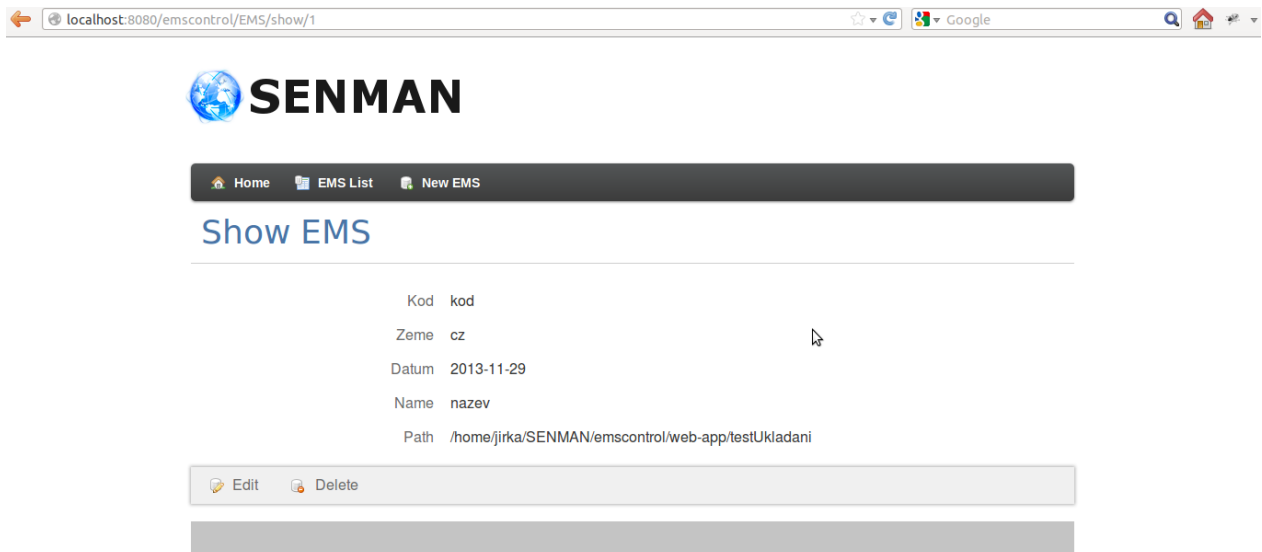 localhost:8080/emscontrol/EMS/show/1 Google
SENMAN
Home EMS List New EMS
Show EMS
Kod kod
Zeme cz
Datum 2013-11-29
Name nazev
Path /home/jirka/SENMAN/emscontrol/web-app/testUkladani
Edit Delete